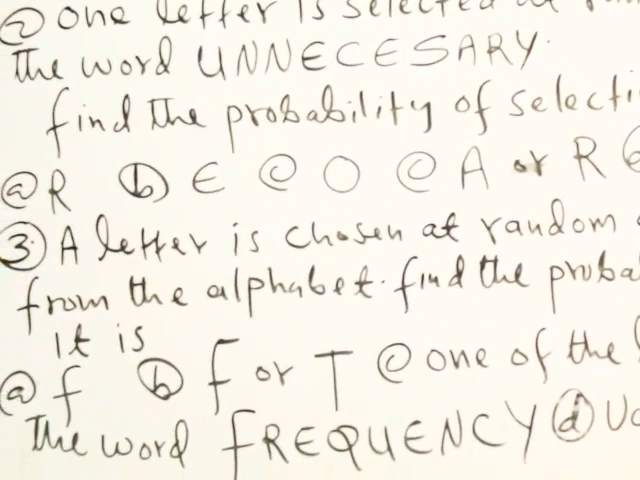 ② One letter is selected at
the word UNNECESARY.
find the probability of selecti
ⓐ R ⓑ E ⓒ O ⓒ A or R
③ A letter is chosen at random
from the alphabet. find the proba
It is
ⓐ f ⓑ F or T ⓒ one of the
the word FREQUENCY ⓓ